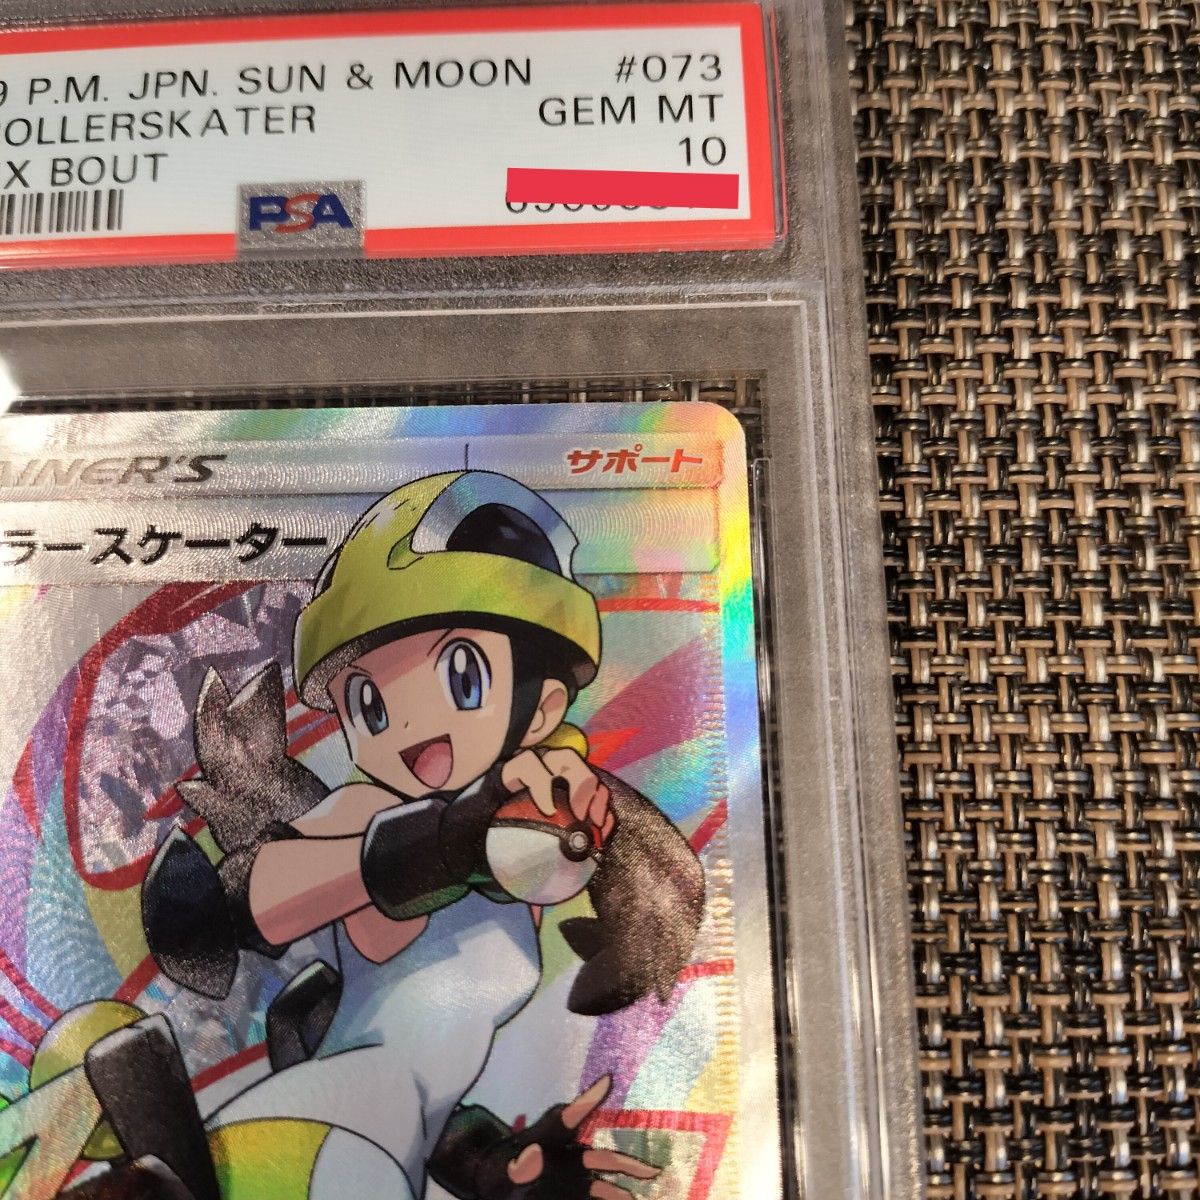 9 P.M. JPN. SUN & MOON #073
OLLERSKATER GEM MT
X BOUT 10
PSA
AINER'S サポート
ラースケーター